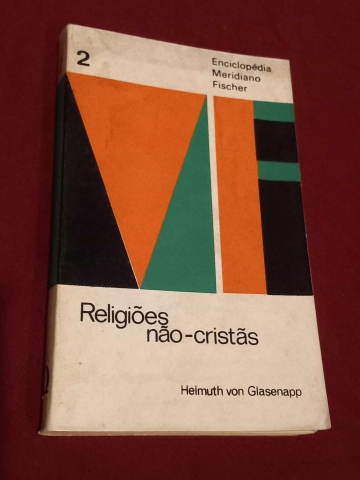 2
Enciclopédia
Meridiano
Fischer
Religiões
não-cristãs
Helmuth von Glasenapp